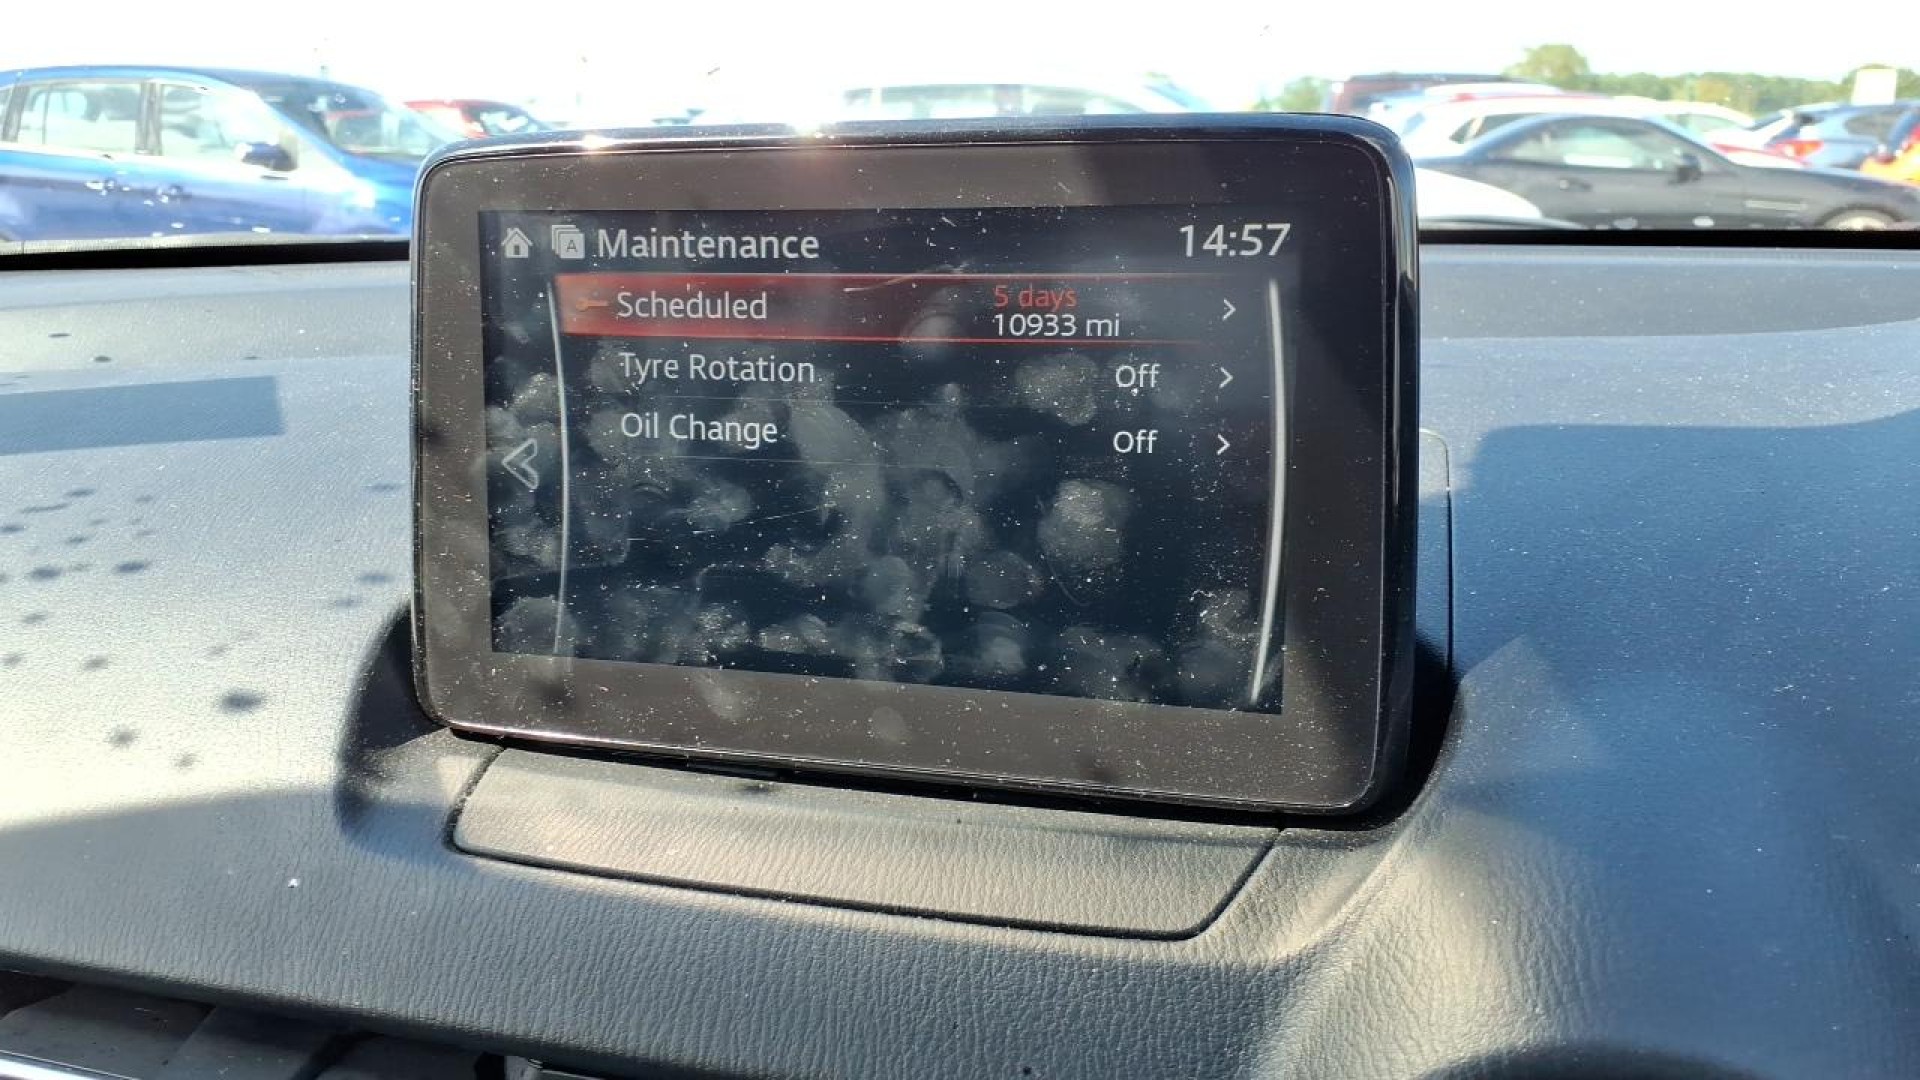 A Maintenance 14:57
Scheduled 5 days
10933 mi
Tyre Rotation Off
Oil Change Off